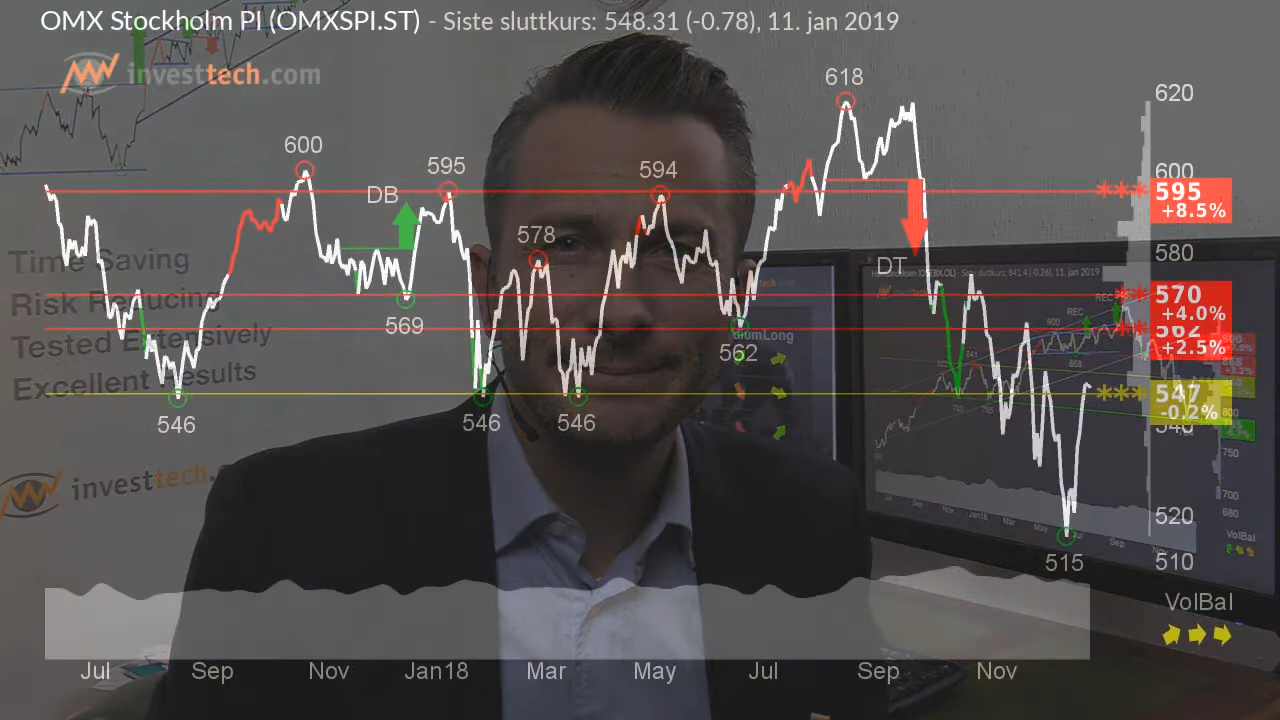 OMX Stockholm PI (OMXSPI.ST) - Siste sluttkurs: 548.31 (-0.78), 11. jan 2019
investtech.com
618
620
600
595
594
600
DB
595
+8.5%
578
580
Time Saving
DT
Risk Reducing
570
+4.0%
569
562
+2.5%
Tested Extensively
562
Excellent Results
547
-0.2%
546
546
546
540
investtech.
520
515
510
VolBal
Jul
Sep
Nov
Jan18
Mar
May
Jul
Sep
Nov